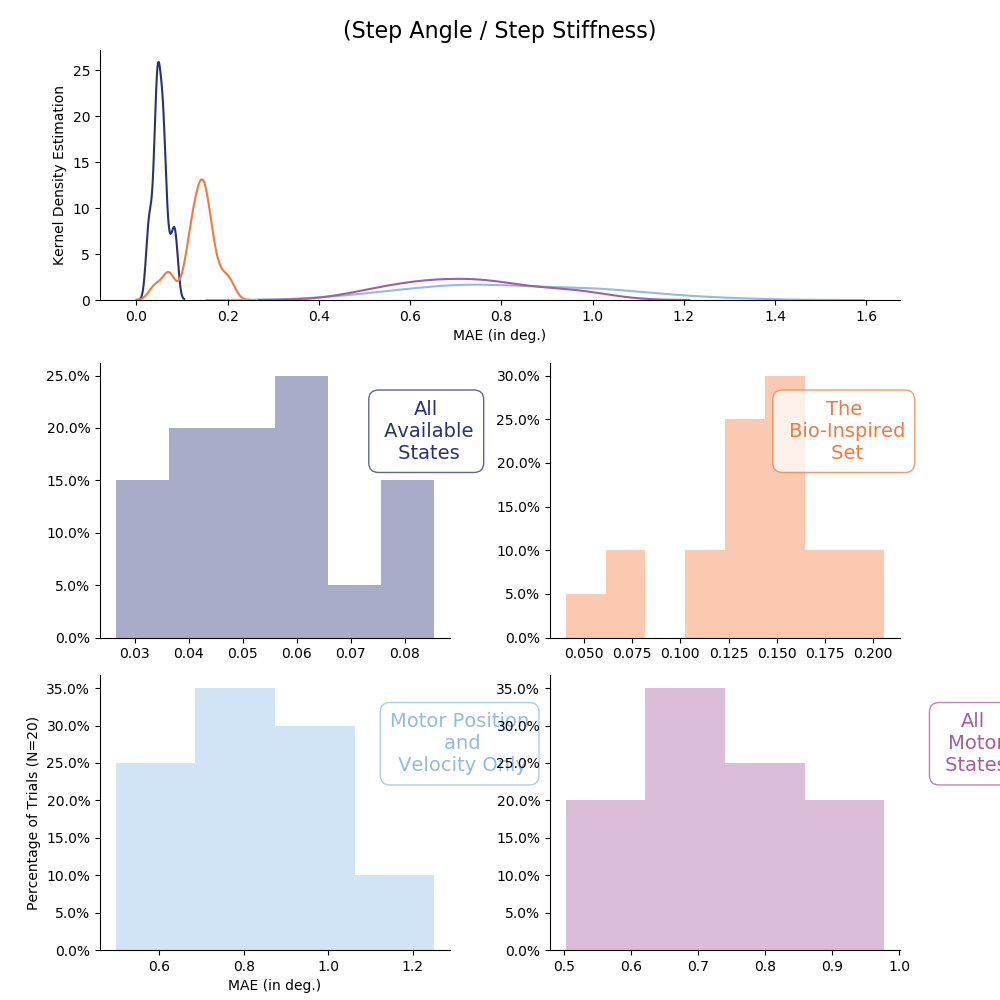 (Step Angle / Step Stiffness)
Kernel Density Estimation
25
20
15
10
5
0
0.0 0.2 0.4 0.6 0.8 1.0 1.2 1.4 1.6
MAE (in deg.)
25.0%
20.0%
15.0%
10.0%
5.0%
0.0%
0.03 0.04 0.05 0.06 0.07 0.08
All
Available
States
30.0%
25.0%
20.0%
15.0%
10.0%
5.0%
0.0%
0.050 0.075 0.100 0.125 0.150 0.175 0.200
The
Bio-Inspired
Set
Percentage of Trials (N=20)
35.0%
30.0%
25.0%
20.0%
15.0%
10.0%
5.0%
0.0%
0.6 0.8 1.0 1.2
MAE (in deg.)
Motor Position
and
Velocity Only
35.0%
30.0%
25.0%
20.0%
15.0%
10.0%
5.0%
0.0%
0.5 0.6 0.7 0.8 0.9 1.0
All
Motor
States